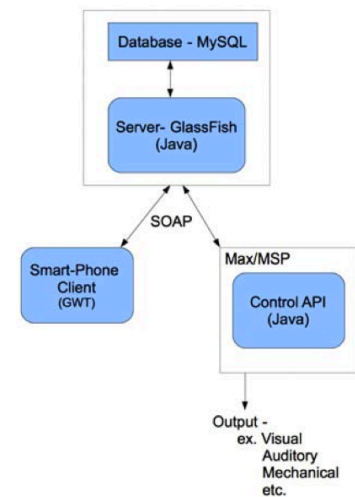 Database - MySQL
Server- GlassFish
(Java)
SOAP
Smart-Phone
Client
(GWT)
Max/MSP
Control API
(Java)
Output -
ex. Visual
Auditory
Mechanical
etc.